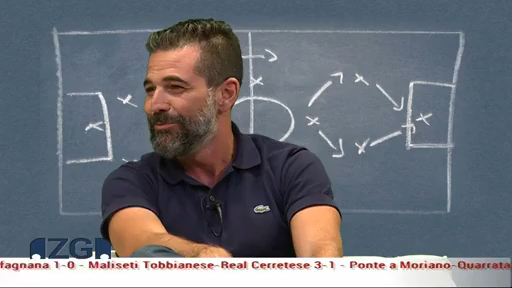 ZG
fagnana 1-0 - Maliseti Tobbianese-Real Cerretese 3-1 - Ponte a Moriano-Quarrata